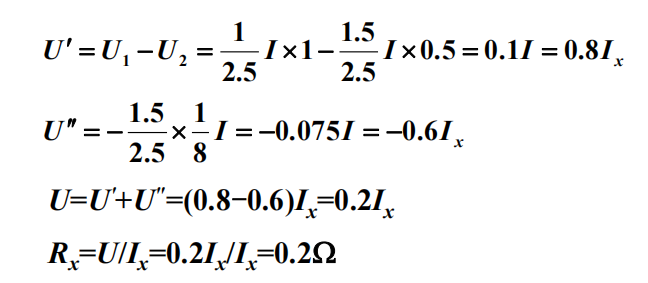 U′ = U₁ − U₂ = 1/2.5 I × 1 − 1.5/2.5 I × 0.5 = 0.1I = 0.8Iₓ
U″ = − 1.5/2.5 × 1/8 I = −0.075I = −0.6Iₓ
U=U′+U″=(0.8−0.6)Iₓ=0.2Iₓ
Rₓ=U/Iₓ=0.2Iₓ/Iₓ=0.2Ω